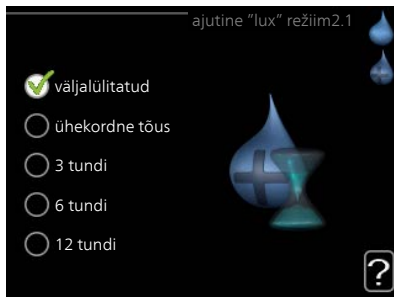 ajutine "lux" režiim2.1
väljalülitatud
ühekordne tõus
3 tundi
6 tundi
12 tundi
?